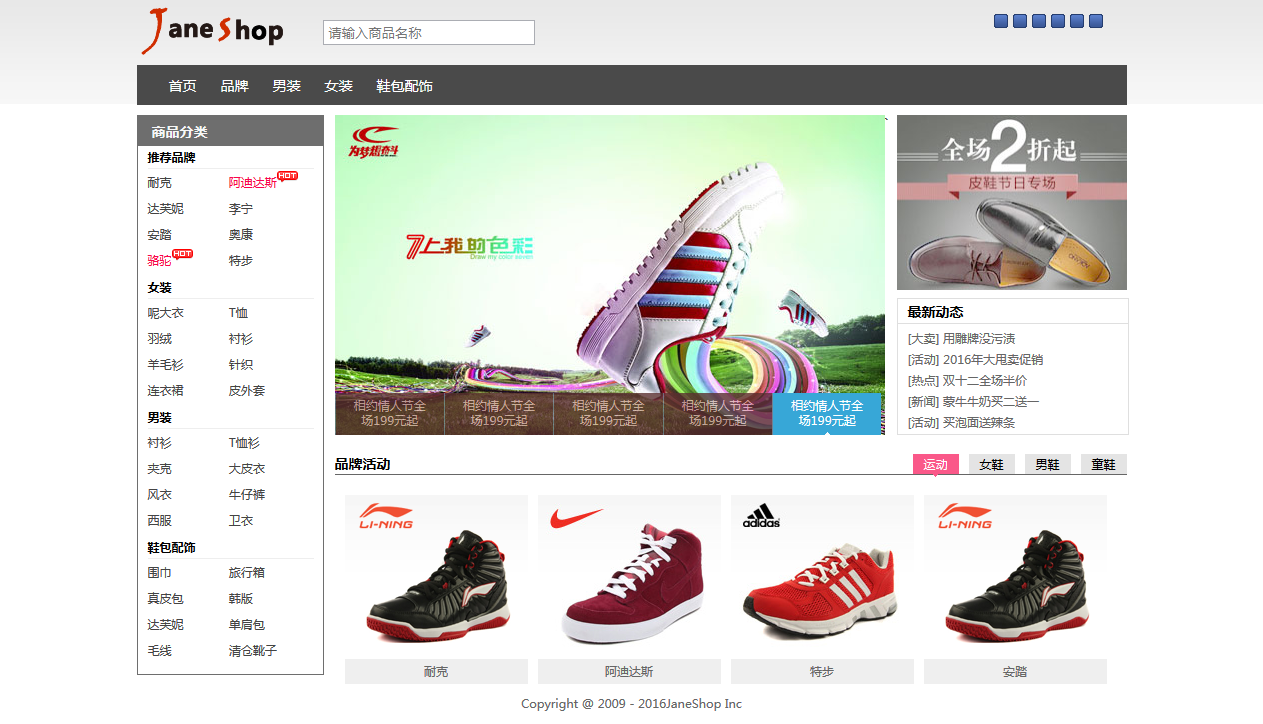 Jane Shop
请输入商品名称
首页 品牌 男装 女装 鞋包配饰
商品分类
推荐品牌
耐克 阿迪达斯 HOT
达芙妮 李宁
安踏 奥康
骆驼 HOT 特步
女装
呢大衣 T恤
羽绒 衬衫
羊毛衫 针织
连衣裙 皮外套
男装
衬衫 T恤衫
夹克 大皮衣
风衣 牛仔裤
西服 卫衣
鞋包配饰
围巾 旅行箱
真皮包 韩版
达芙妮 单肩包
毛线 清仓靴子
为梦想奋斗
7上我的色彩
Draw my color series
相约情人节全
场199元起
相约情人节全
场199元起
相约情人节全
场199元起
相约情人节全
场199元起
相约情人节全
场199元起
全场2折起
皮鞋节日专场
最新动态
[大卖] 用雕牌没污渍
[活动] 2016年大甩卖促销
[热点] 双十二全场半价
[新闻] 蒙牛牛奶买二送一
[活动] 买泡面送辣条
品牌活动
运动 女鞋 男鞋 童鞋
LI-NING
adidas
LI-NING
耐克 阿迪达斯 特步 安踏
Copyright @ 2009 - 2016JaneShop Inc